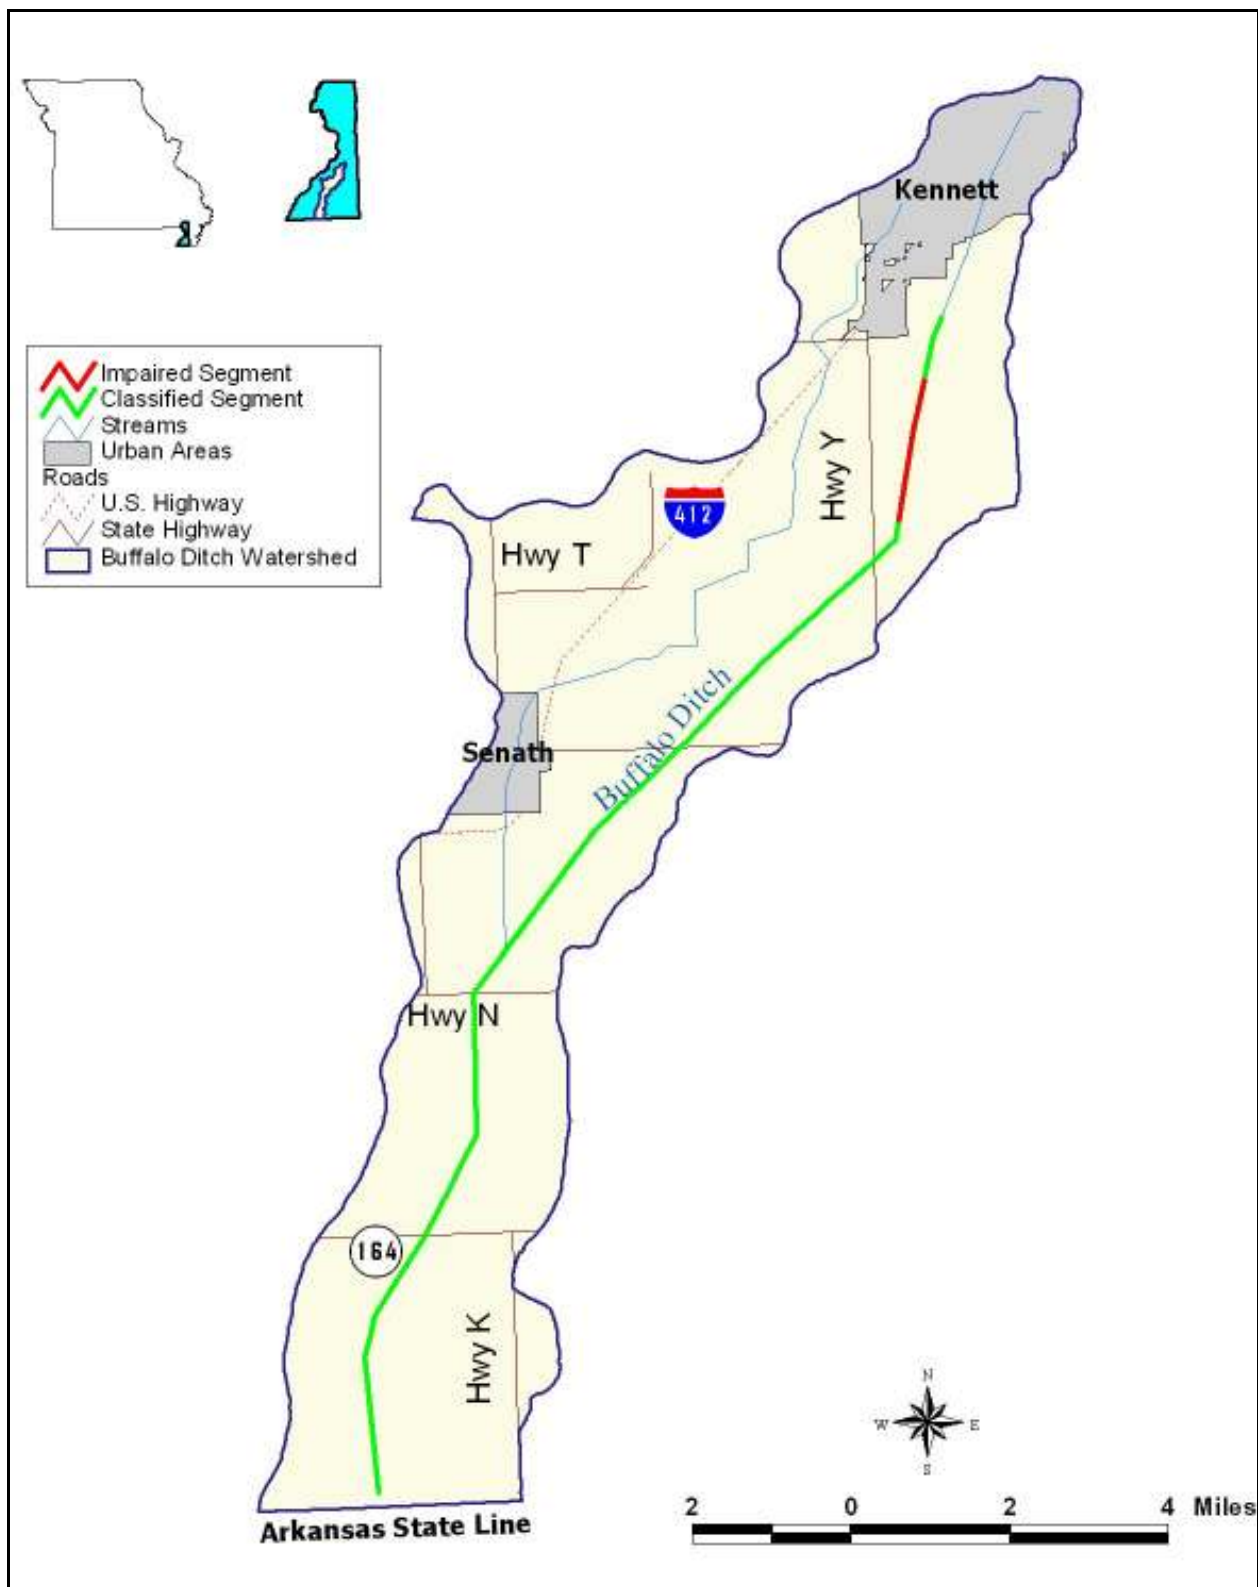 Kennett
Impaired Segment
Classified Segment
Streams
Urban Areas
Roads
U.S. Highway
State Highway
Buffalo Ditch Watershed
Hwy Y
412
Hwy T
Buffalo Ditch
Senath
Hwy N
164
Hwy K
N
W E
S
2 0 2 4 Miles
Arkansas State Line